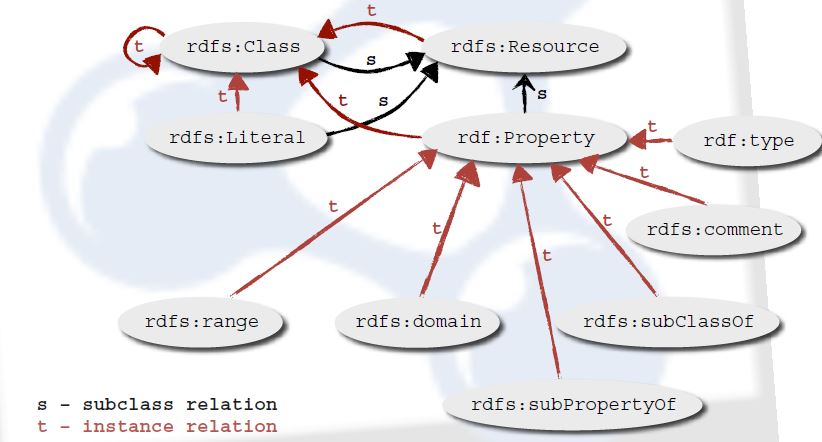 t
rdfs:Class
t
rdfs:Resource
t
s
t
s
t
s
rdfs:Literal
rdf:Property
t
rdf:type
t
t
t
t
t
rdfs:comment
rdfs:range
rdfs:domain
rdfs:subClassOf
rdfs:subPropertyOf
s – subclass relation
t – instance relation